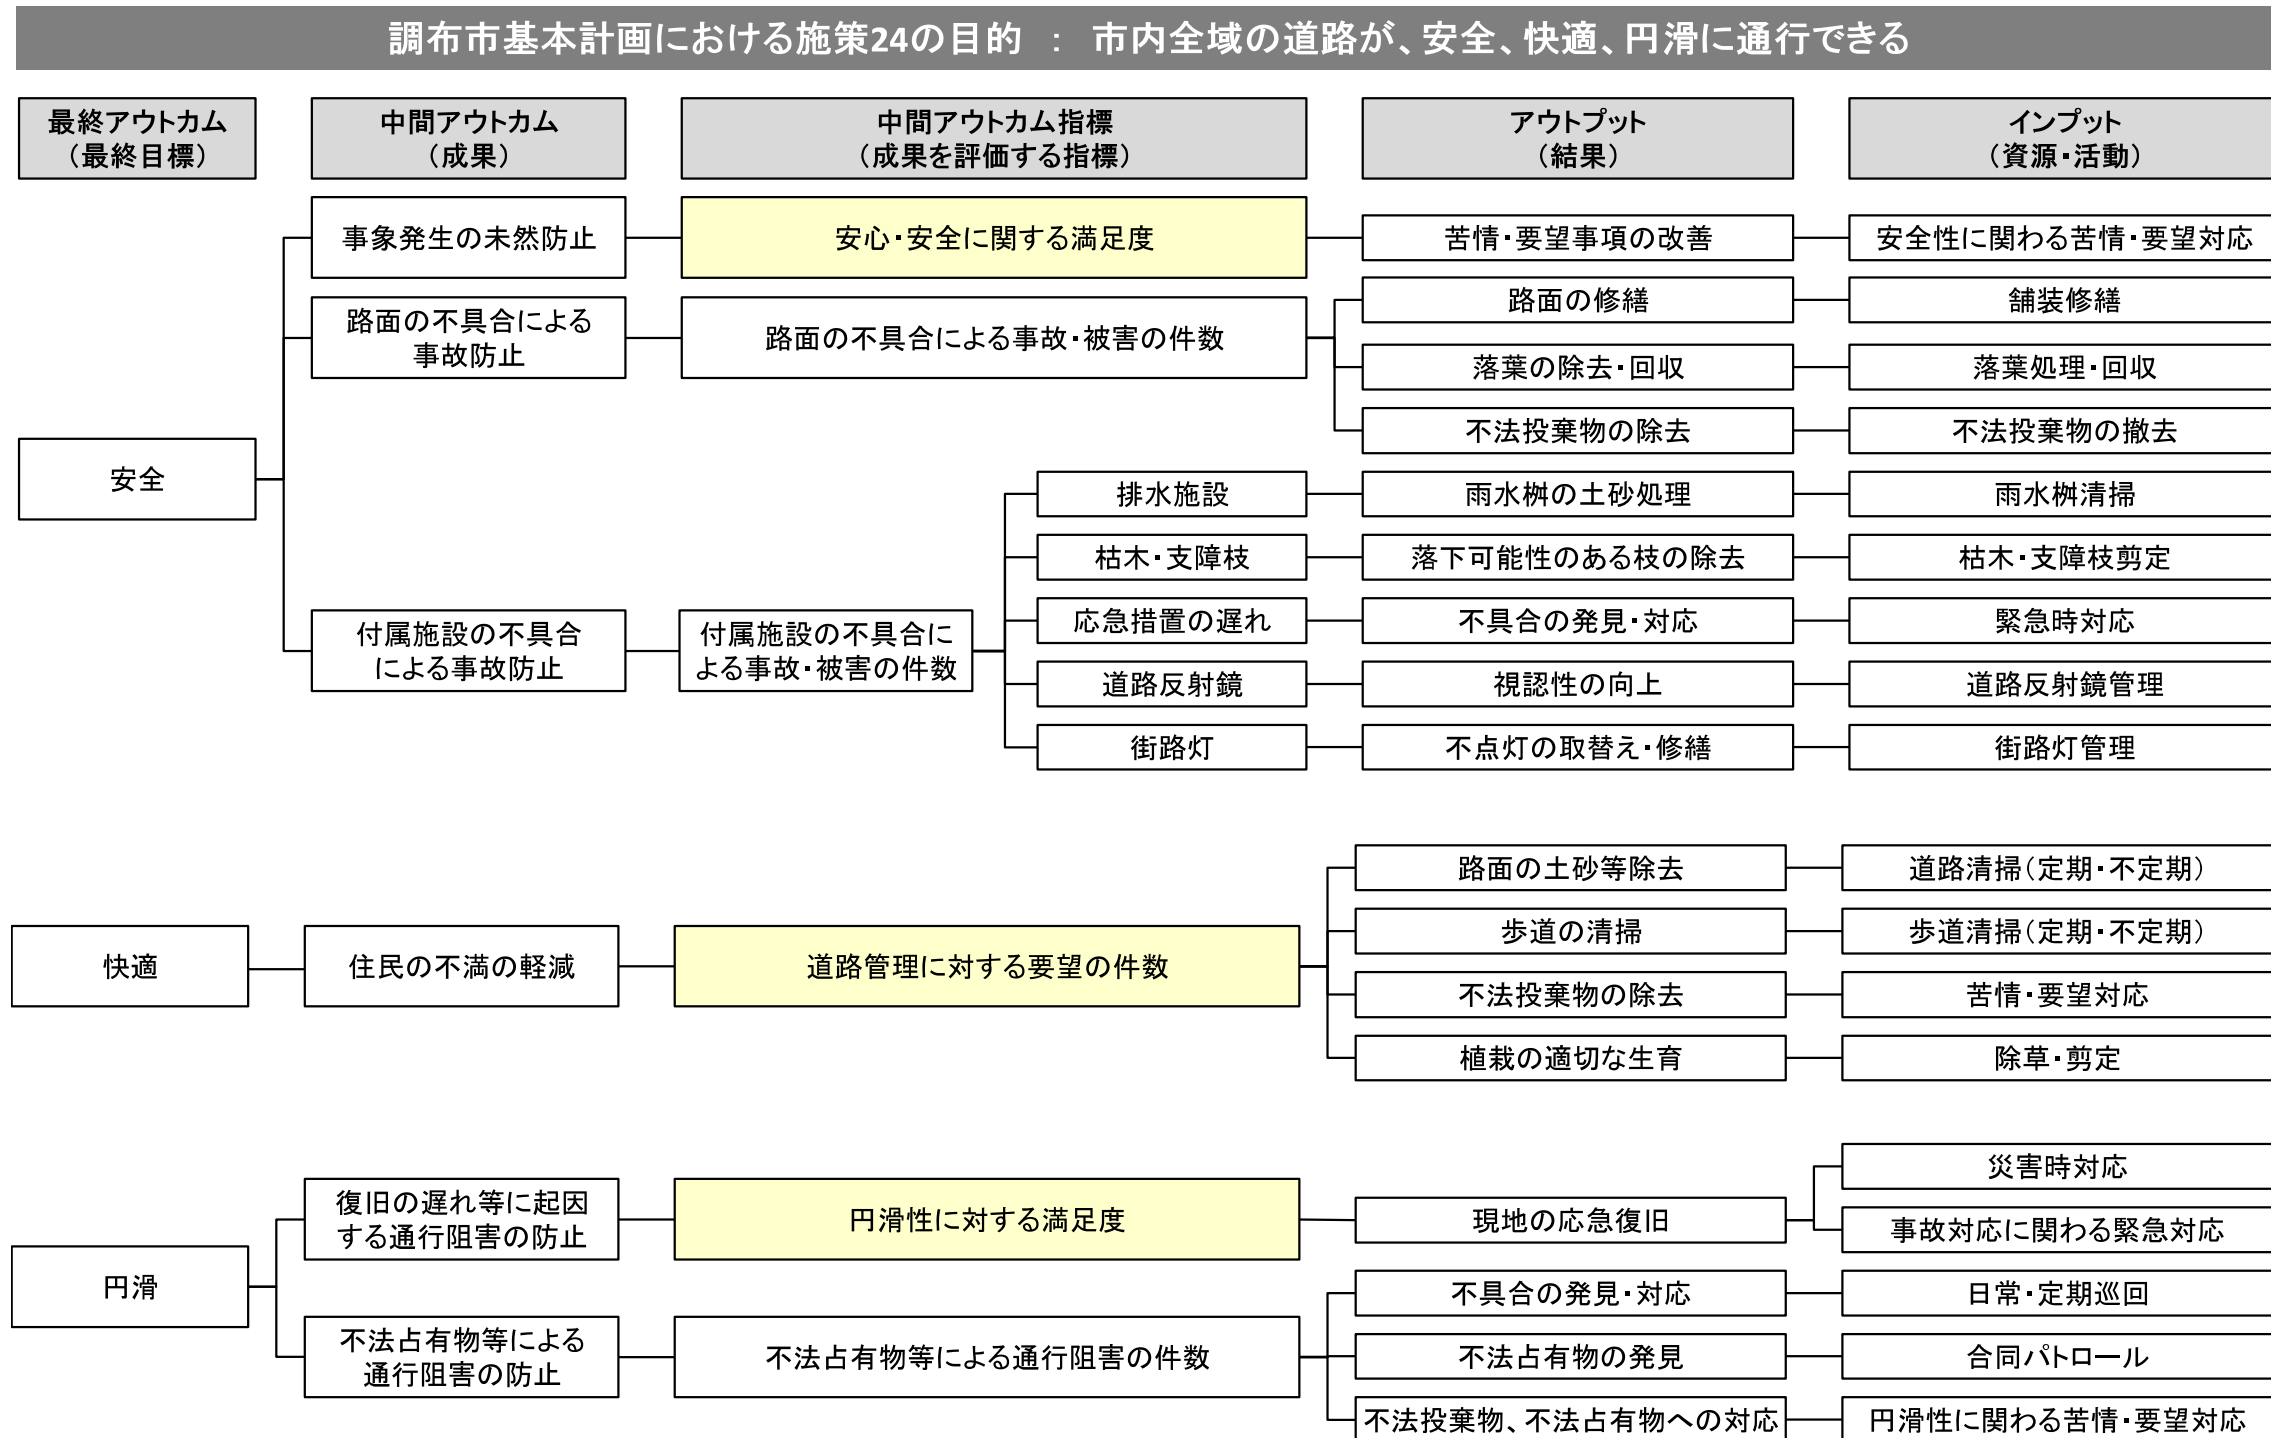 調布市基本計画における施策24の目的 ： 市内全域の道路が、安全、快適、円滑に通行できる
最終アウトカム
（最終目標）
中間アウトカム
（成果）
中間アウトカム指標
（成果を評価する指標）
アウトプット
（結果）
インプット
（資源・活動）
安全
事象発生の未然防止
安心・安全に関する満足度
苦情・要望事項の改善
安全性に関わる苦情・要望対応
路面の不具合による
事故防止
路面の不具合による事故・被害の件数
路面の修繕
舗装修繕
落葉の除去・回収
落葉処理・回収
不法投棄物の除去
不法投棄物の撤去
付属施設の不具合
による事故防止
付属施設の不具合に
よる事故・被害の件数
排水施設
雨水桝の土砂処理
雨水桝清掃
枯木・支障枝
落下可能性のある枝の除去
枯木・支障枝剪定
応急措置の遅れ
不具合の発見・対応
緊急時対応
道路反射鏡
視認性の向上
道路反射鏡管理
街路灯
不点灯の取替え・修繕
街路灯管理
快適
住民の不満の軽減
道路管理に対する要望の件数
路面の土砂等除去
道路清掃（定期・不定期）
歩道の清掃
歩道清掃（定期・不定期）
不法投棄物の除去
苦情・要望対応
植栽の適切な生育
除草・剪定
円滑
復旧の遅れ等に起因
する通行阻害の防止
円滑性に対する満足度
現地の応急復旧
災害時対応
事故対応に関わる緊急対応
不法占有物等による
通行阻害の防止
不法占有物等による通行阻害の件数
不具合の発見・対応
日常・定期巡回
不法占有物の発見
合同パトロール
不法投棄物、不法占有物への対応
円滑性に関わる苦情・要望対応